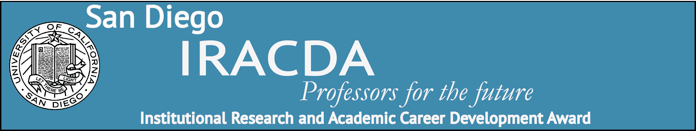 San Diego
IRACDA
Professors for the future
Institutional Research and Academic Career Development Award
UNIVERSITY OF CALIFORNIA
SAN DIEGO